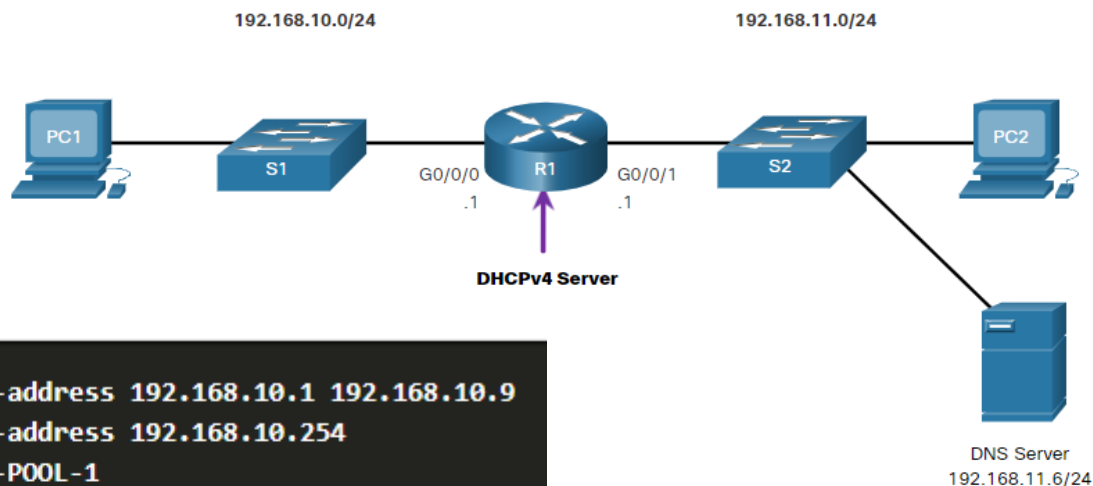 192.168.10.0/24
192.168.11.0/24
PC1
S1
G0/0/0
.1
R1
G0/0/1
.1
S2
PC2
DHCPv4 Server
-address 192.168.10.1 192.168.10.9
-address 192.168.10.254
-POOL-1
DNS Server
192.168.11.6/24